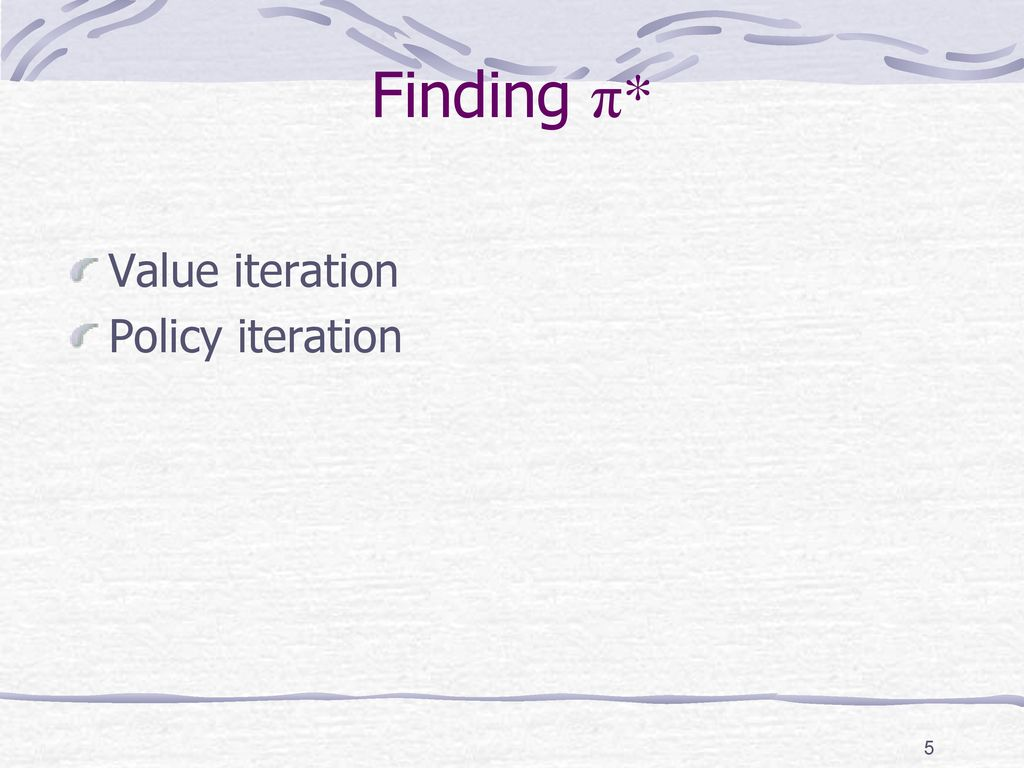 Finding π*
Value iteration
Policy iteration
5